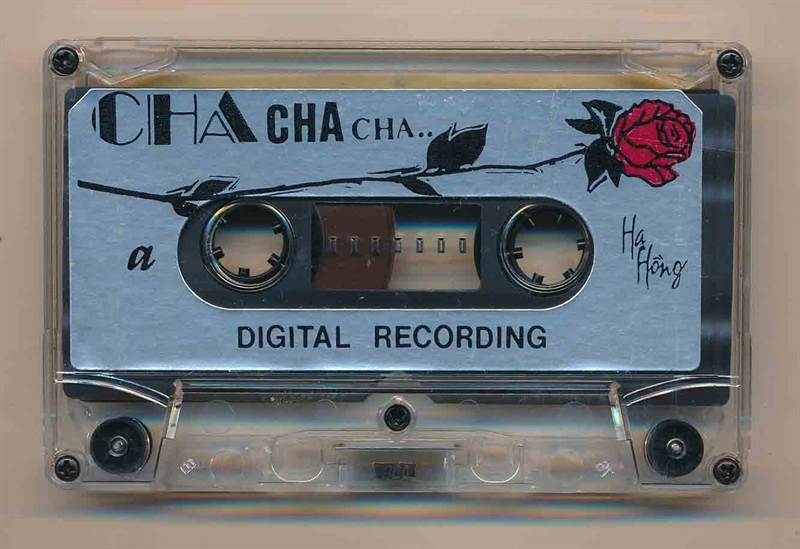 CHA CHA CHA..
a
Hạ
Hồng
DIGITAL RECORDING